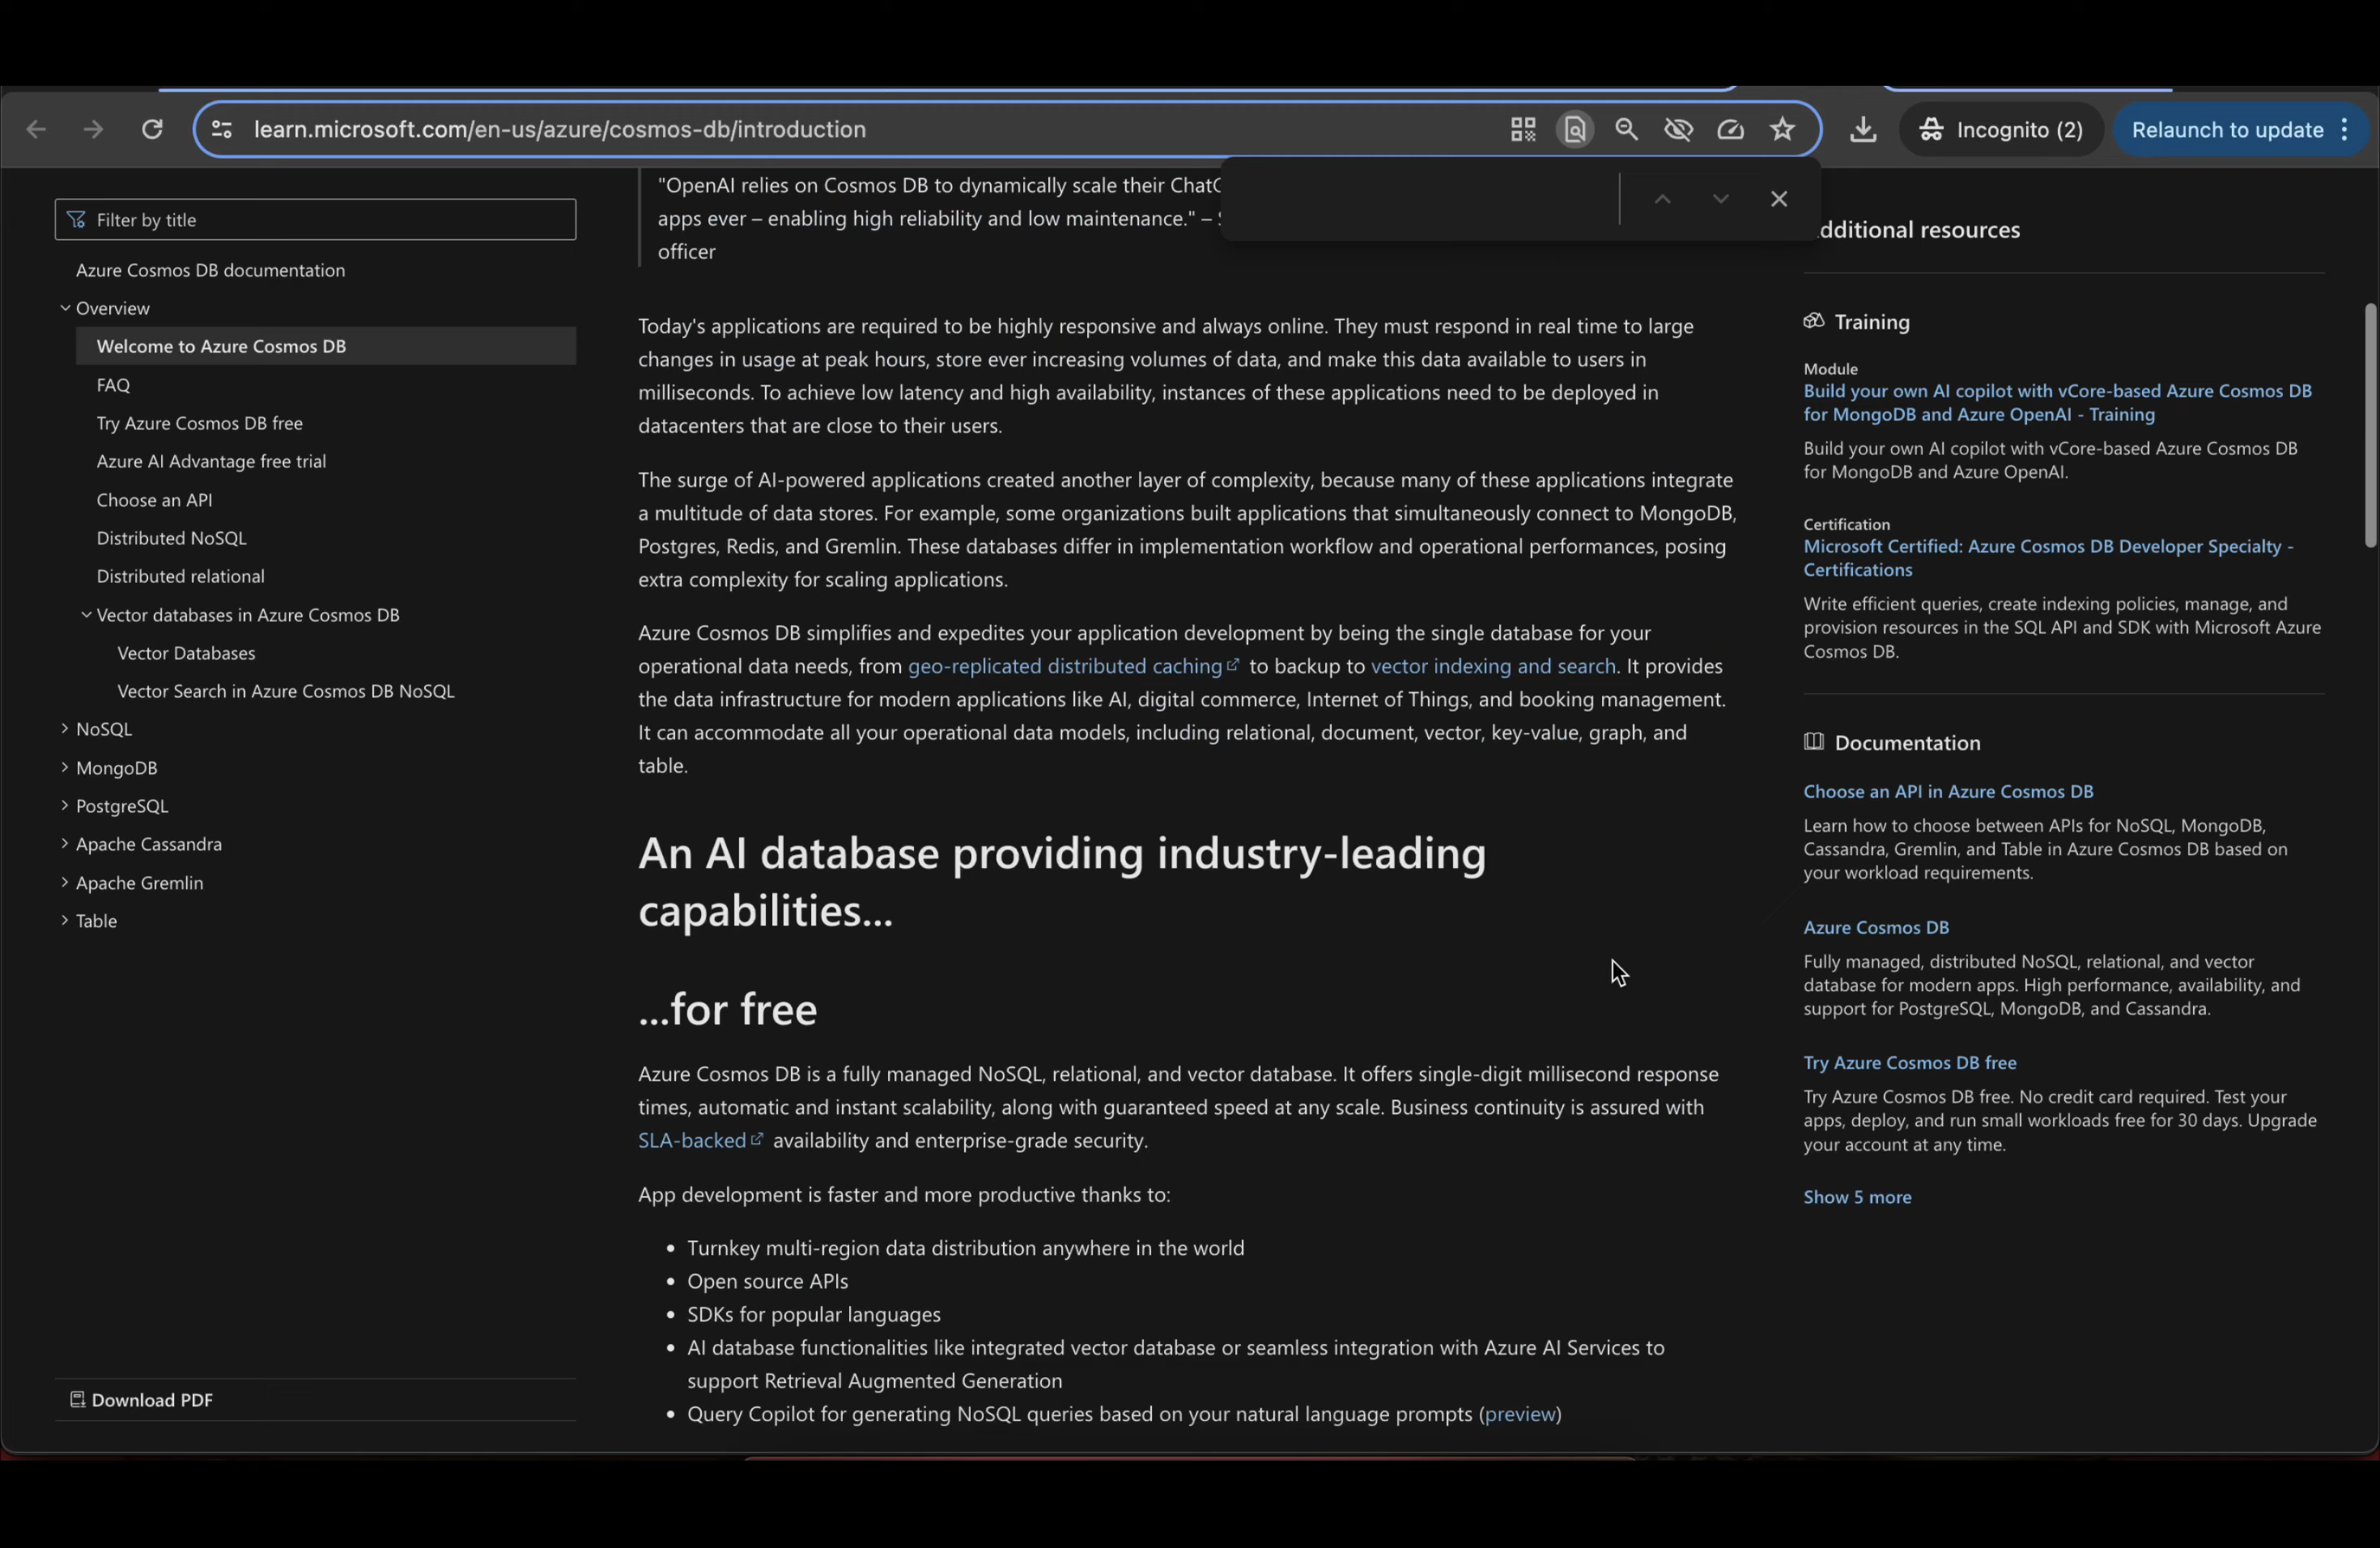 learn.microsoft.com/en-us/azure/cosmos-db/introduction
Incognito (2)
Relaunch to update
Filter by title
Azure Cosmos DB documentation
Overview
Welcome to Azure Cosmos DB
FAQ
Try Azure Cosmos DB free
Azure AI Advantage free trial
Choose an API
Distributed NoSQL
Distributed relational
Vector databases in Azure Cosmos DB
Vector Databases
Vector Search in Azure Cosmos DB NoSQL
NoSQL
MongoDB
PostgreSQL
Apache Cassandra
Apache Gremlin
Table
Download PDF
"OpenAI relies on Cosmos DB to dynamically scale their
apps ever – enabling high reliability and low maintenance." –
officer
Today's applications are required to be highly responsive and always online. They must respond in real time to large
changes in usage at peak hours, store ever increasing volumes of data, and make this data available to users in
milliseconds. To achieve low latency and high availability, instances of these applications need to be deployed in
datacenters that are close to their users.
The surge of AI-powered applications created another layer of complexity, because many of these applications integrate
a multitude of data stores. For example, some organizations built applications that simultaneously connect to MongoDB,
Postgres, Redis, and Gremlin. These databases differ in implementation workflow and operational performances, posing
extra complexity for scaling applications.
Azure Cosmos DB simplifies and expedites your application development by being the single database for your
operational data needs, from geo-replicated distributed caching to backup to vector indexing and search. It provides
the data infrastructure for modern applications like AI, digital commerce, Internet of Things, and booking management.
It can accommodate all your operational data models, including relational, document, vector, key-value, graph, and
table.
An AI database providing industry-leading
capabilities...
...for free
Azure Cosmos DB is a fully managed NoSQL, relational, and vector database. It offers single-digit millisecond response
times, automatic and instant scalability, along with guaranteed speed at any scale. Business continuity is assured with
SLA-backed availability and enterprise-grade security.
App development is faster and more productive thanks to:
• Turnkey multi-region data distribution anywhere in the world
• Open source APIs
• SDKs for popular languages
• AI database functionalities like integrated vector database or seamless integration with Azure AI Services to
support Retrieval Augmented Generation
• Query Copilot for generating NoSQL queries based on your natural language prompts (preview)
dditional resources
Training
Module
Build your own AI copilot with vCore-based Azure Cosmos DB
for MongoDB and Azure OpenAI - Training
Build your own AI copilot with vCore-based Azure Cosmos DB
for MongoDB and Azure OpenAI.
Certification
Microsoft Certified: Azure Cosmos DB Developer Specialty -
Certifications
Write efficient queries, create indexing policies, manage, and
provision resources in the SQL API and SDK with Microsoft Azure
Cosmos DB.
Documentation
Choose an API in Azure Cosmos DB
Learn how to choose between APIs for NoSQL, MongoDB,
Cassandra, Gremlin, and Table in Azure Cosmos DB based on
your workload requirements.
Azure Cosmos DB
Fully managed, distributed NoSQL, relational, and vector
database for modern apps. High performance, availability, and
support for PostgreSQL, MongoDB, and Cassandra.
Try Azure Cosmos DB free
Try Azure Cosmos DB free. No credit card required. Test your
apps, deploy, and run small workloads free for 30 days. Upgrade
your account at any time.
Show 5 more